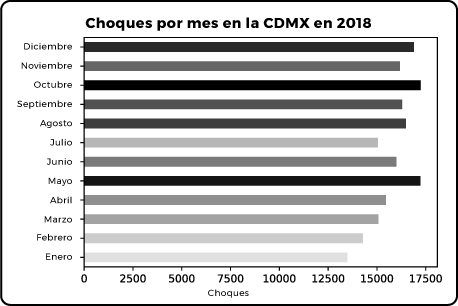 Choques por mes en la CDMX en 2018
Diciembre
Noviembre
Octubre
Septiembre
Agosto
Julio
Junio
Mayo
Abril
Marzo
Febrero
Enero
0 2500 5000 7500 10000 12500 15000 17500
Choques